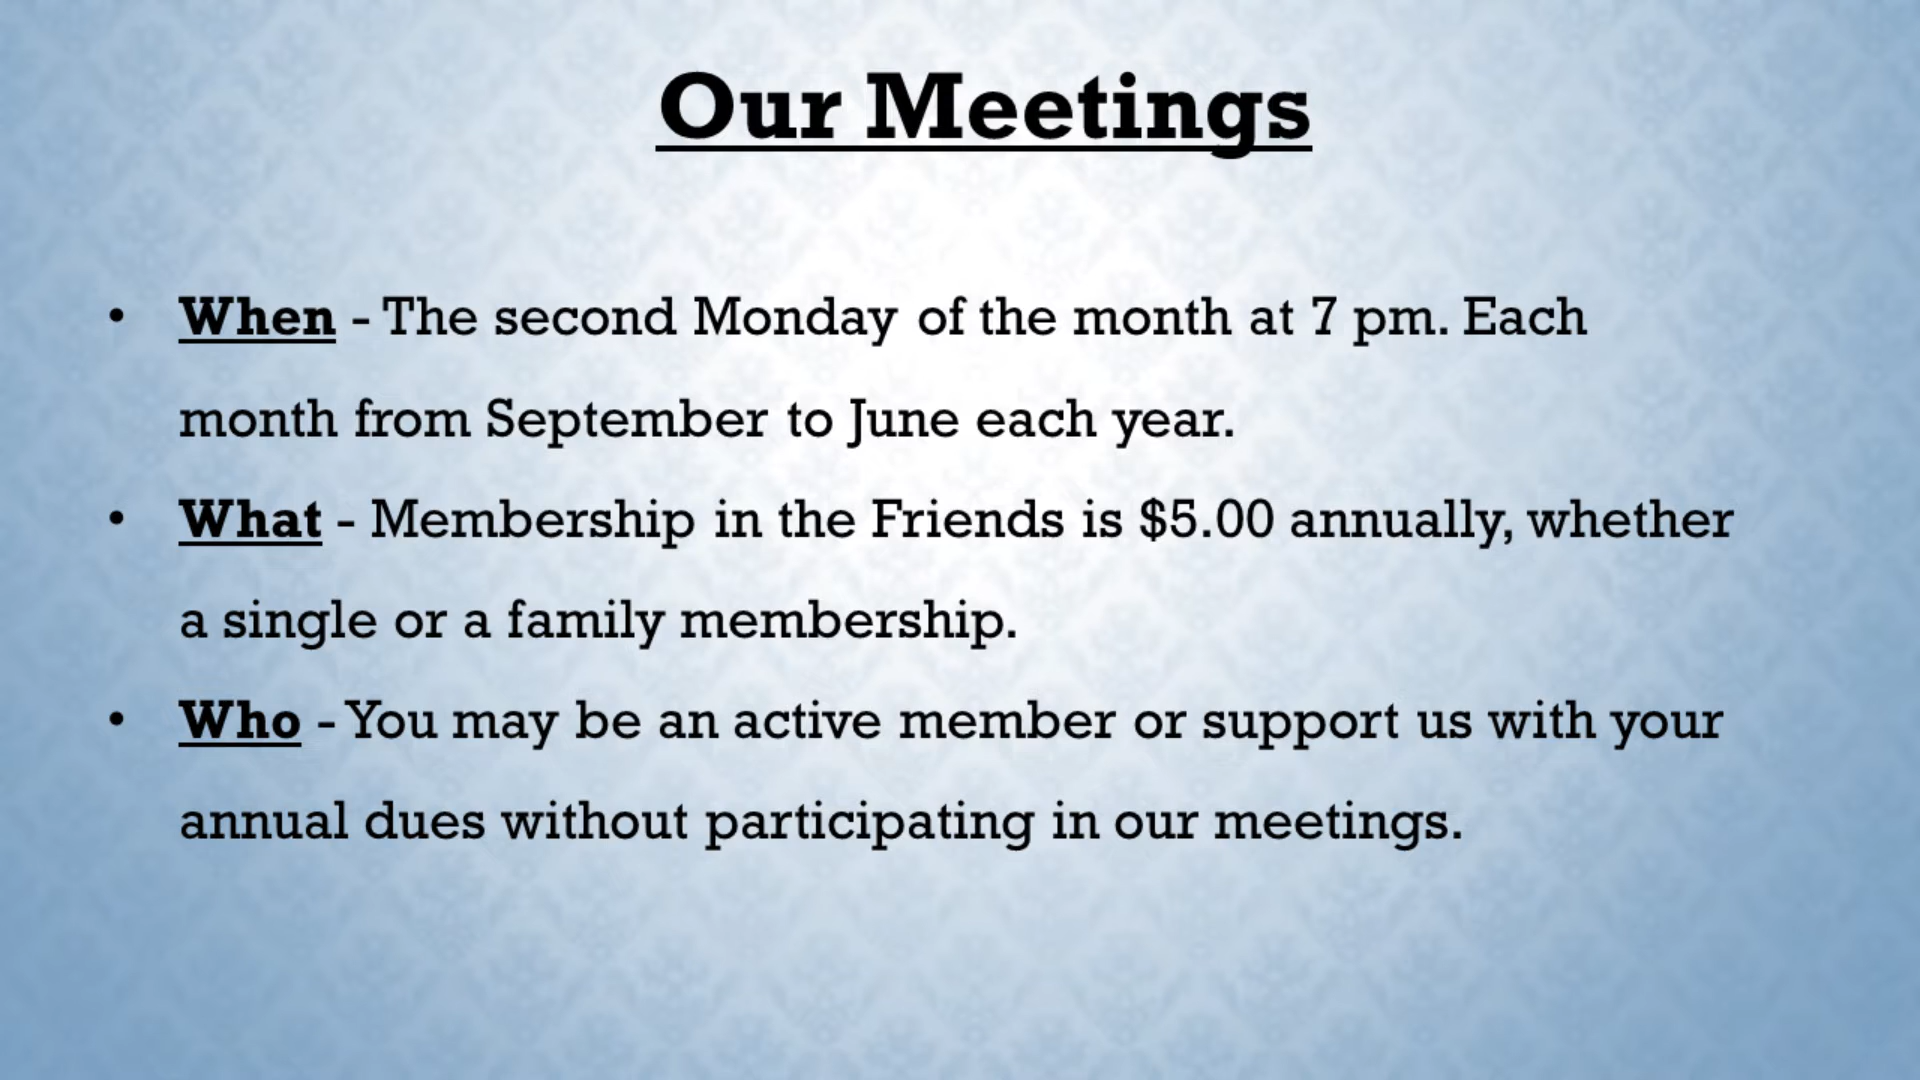 Our Meetings
• When - The second Monday of the month at 7 pm. Each
month from September to June each year.
• What - Membership in the Friends is $5.00 annually, whether
a single or a family membership.
• Who - You may be an active member or support us with your
annual dues without participating in our meetings.